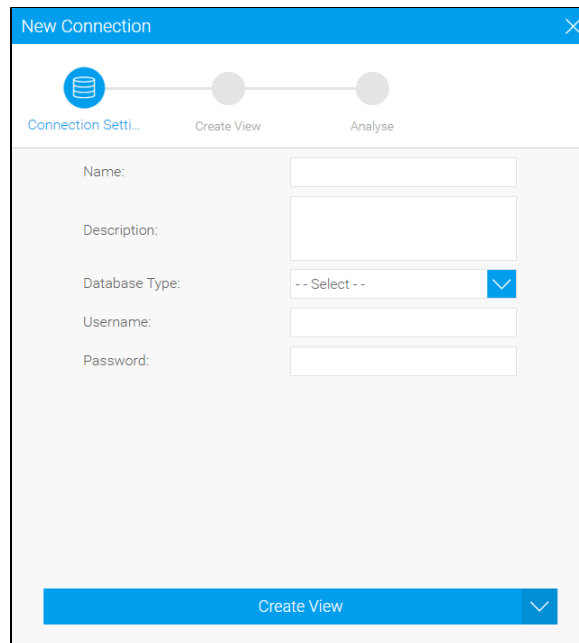 New Connection
Connection Setti...
Create View
Analyse
Name:
Description:
Database Type:
- - Select - -
Username:
Password:
Create View